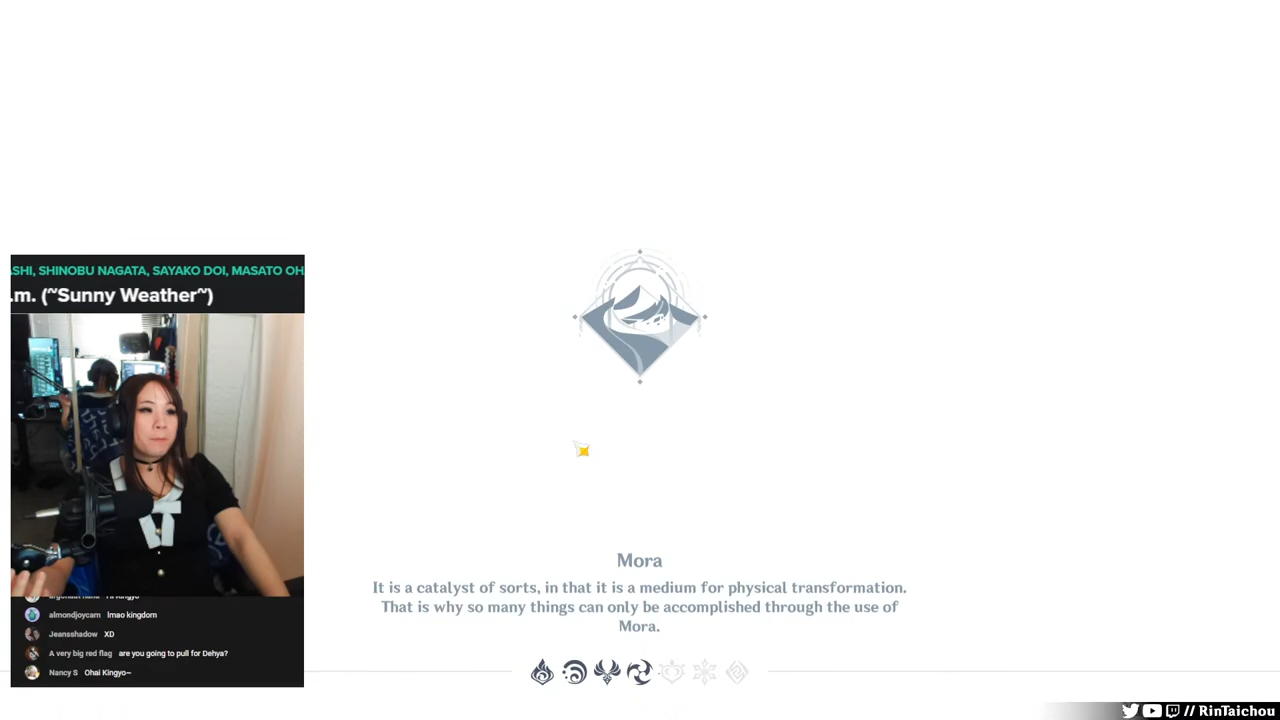 ASHI, SHINOBU NAGATA, SAYAKO DOI, MASATO OH
.m. (~Sunny Weather~)
almondjoycam lmao kingdom
Jeansshadow XD
A very big red flag are you going to pull for Dehya?
Nancy S Ohai Kingyo~
Mora
It is a catalyst of sorts, in that it is a medium for physical transformation.
That is why so many things can only be accomplished through the use of
Mora.
// RinTaichou